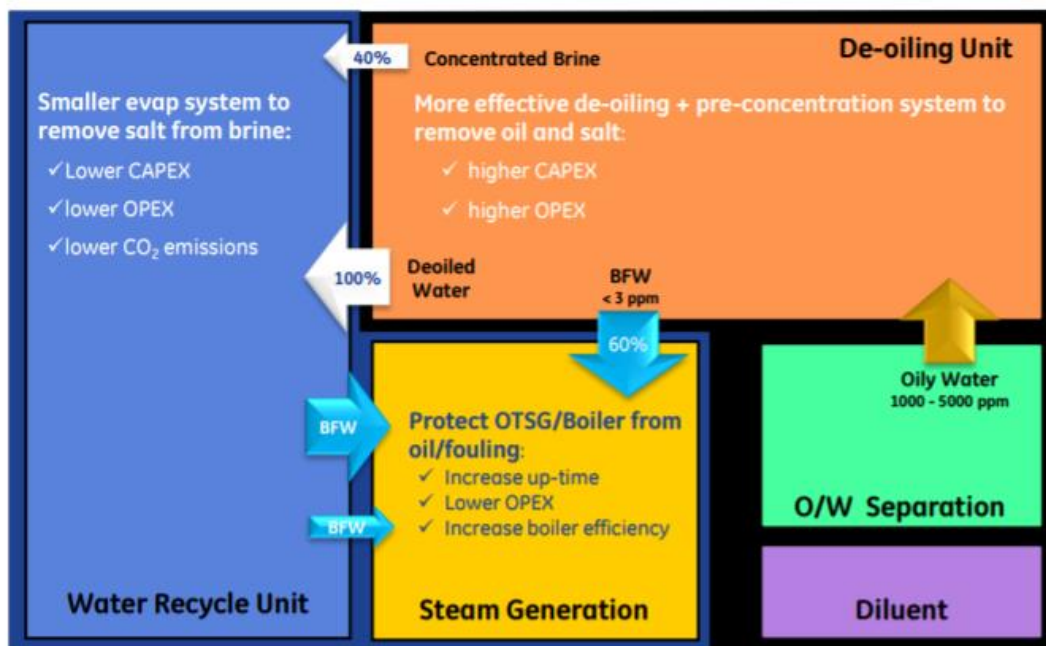 40%
Concentrated Brine
De-oiling Unit
Smaller evap system to
remove salt from brine:
✓Lower CAPEX
✓lower OPEX
✓lower CO₂ emissions
More effective de-oiling + pre-concentration system to
remove oil and salt:
✓ higher CAPEX
✓ higher OPEX
100%
Deoiled
Water
BFW
< 3 ppm
60%
Oily Water
1000 - 5000 ppm
BFW
BFW
Protect OTSG/Boiler from
oil/fouling:
✓ Increase up-time
✓ Lower OPEX
✓ Increase boiler efficiency
O/W Separation
Water Recycle Unit
Steam Generation
Diluent